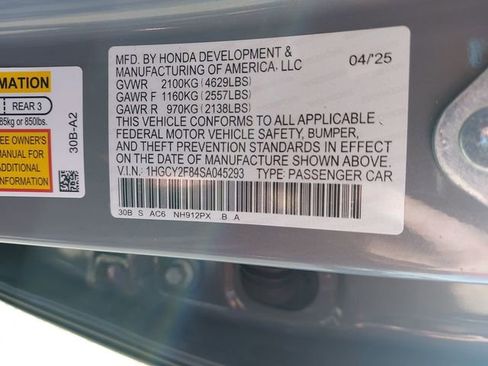 MFD. BY HONDA DEVELOPMENT &
MANUFACTURING OF AMERICA, LLC 04/'25
GVWR 2100KG (4629LBS)
GAWR F 1160KG (2557LBS)
GAWR R 970KG (2138LBS)
THIS VEHICLE CONFORMS TO ALL APPLICABLE
FEDERAL MOTOR VEHICLE SAFETY, BUMPER,
AND THEFT PREVENTION STANDARDS IN EFFECT
ON THE DATE OF MANUFACTURE SHOWN ABOVE.
V.I.N.: 1HGCY2F84SA045293 TYPE: PASSENGER CAR
30B S AC6 NH912PX .B .A
RMATION
REAR 3
85kg or 850lbs.
EE OWNER'S
MANUAL FOR
ADDITIONAL
INFORMATION
30B-A2